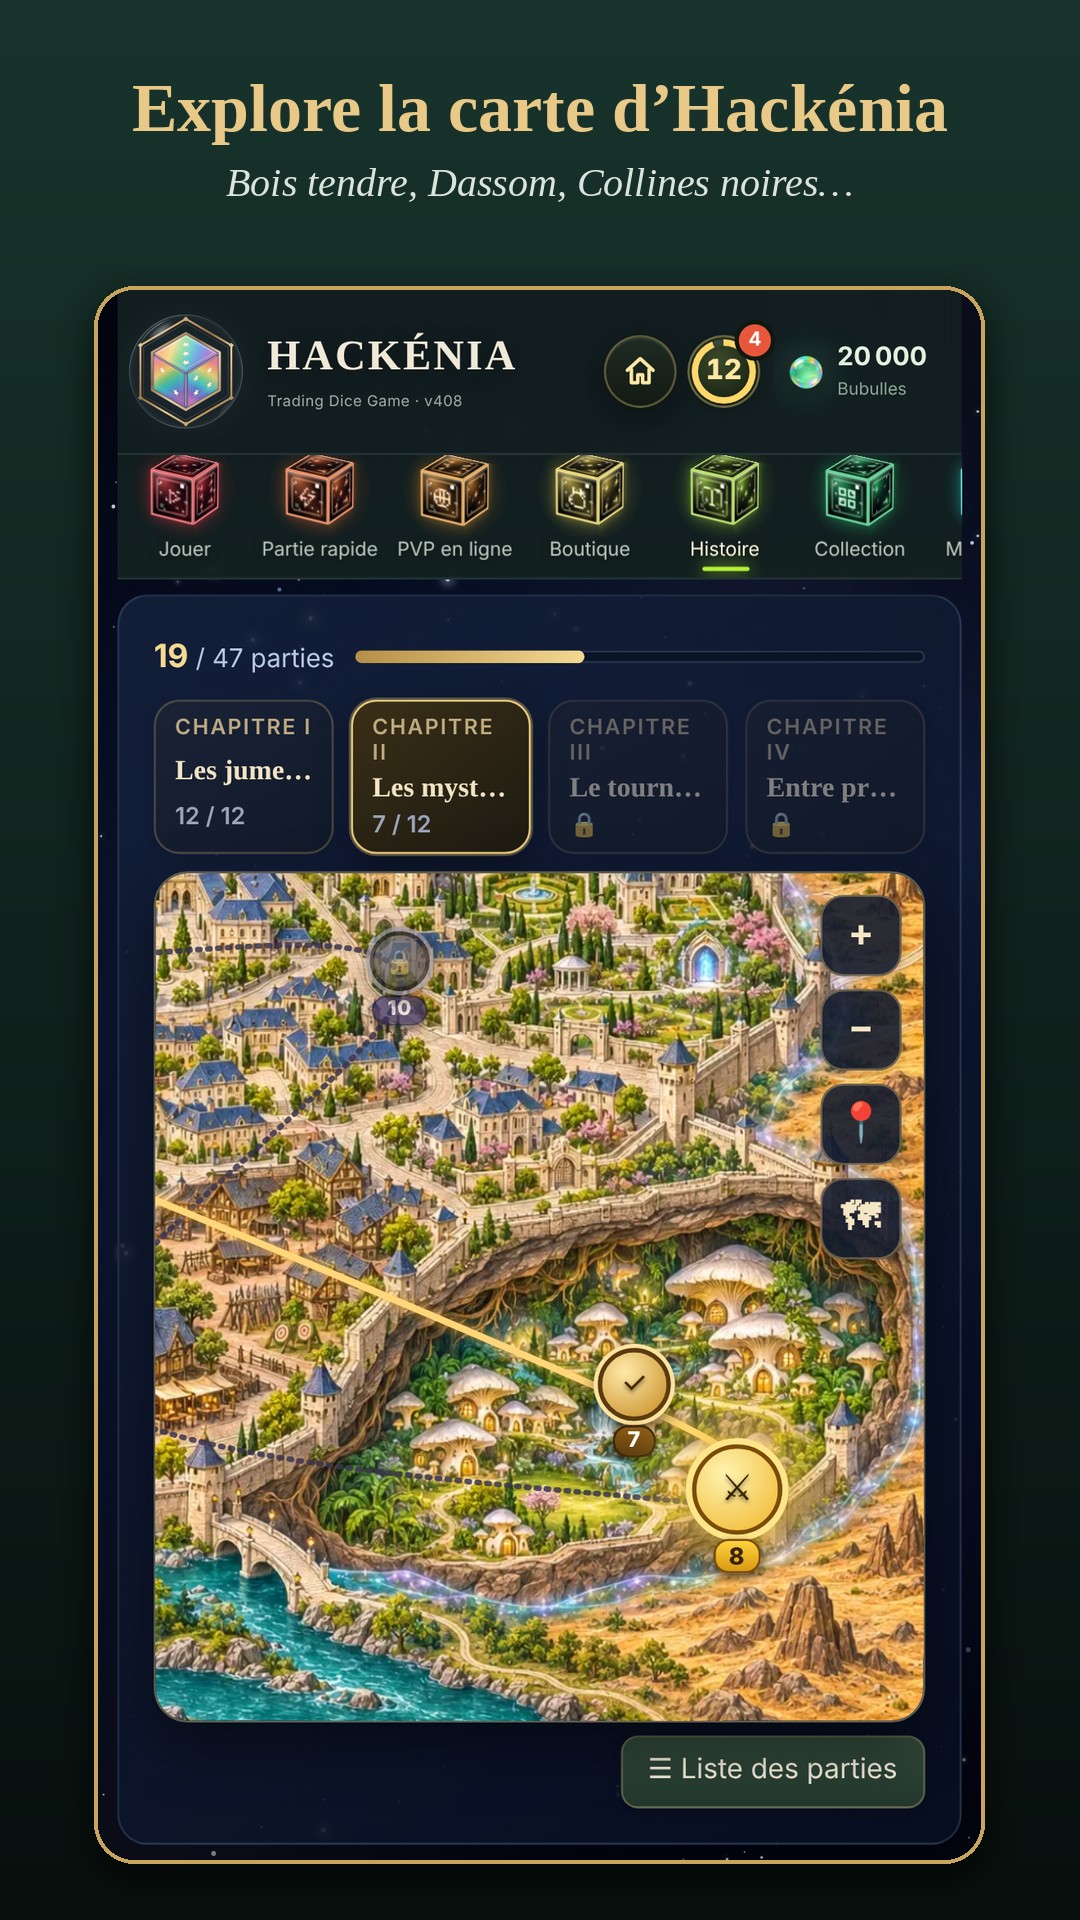 Explore la carte d’Hackénia
Bois tendre, Dassom, Collines noires…
HACKÉNIA
Trading Dice Game · v408
12
4
20 000
Bubulles
Jouer
Partie rapide
PVP en ligne
Boutique
Histoire
Collection
M
19 / 47 parties
CHAPITRE I
Les jume…
12 / 12
CHAPITRE
II
Les myst…
7 / 12
CHAPITRE
III
Le tourn…
CHAPITRE
IV
Entre pr…
+
−
10
7
8
☰ Liste des parties